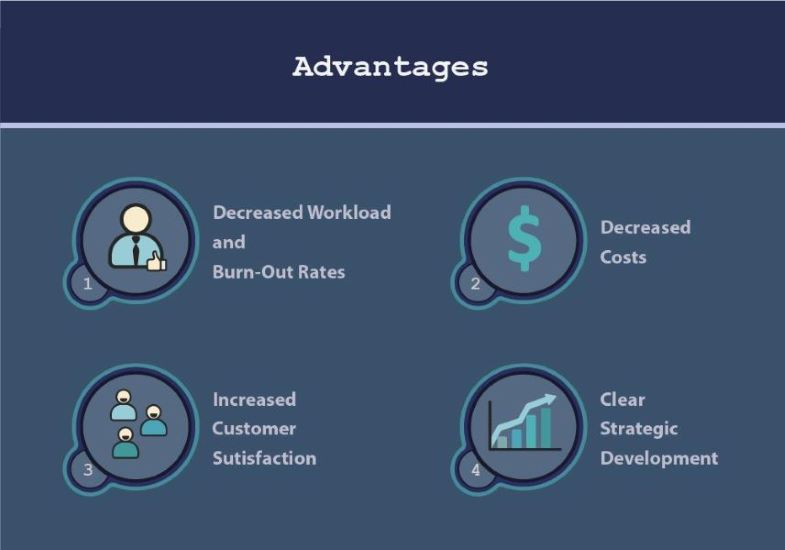 Advantages
Decreased Workload
and
Burn-Out Rates
1
Decreased
Costs
2
Increased
Customer
Sutisfaction
3
Clear
Strategic
Development
4